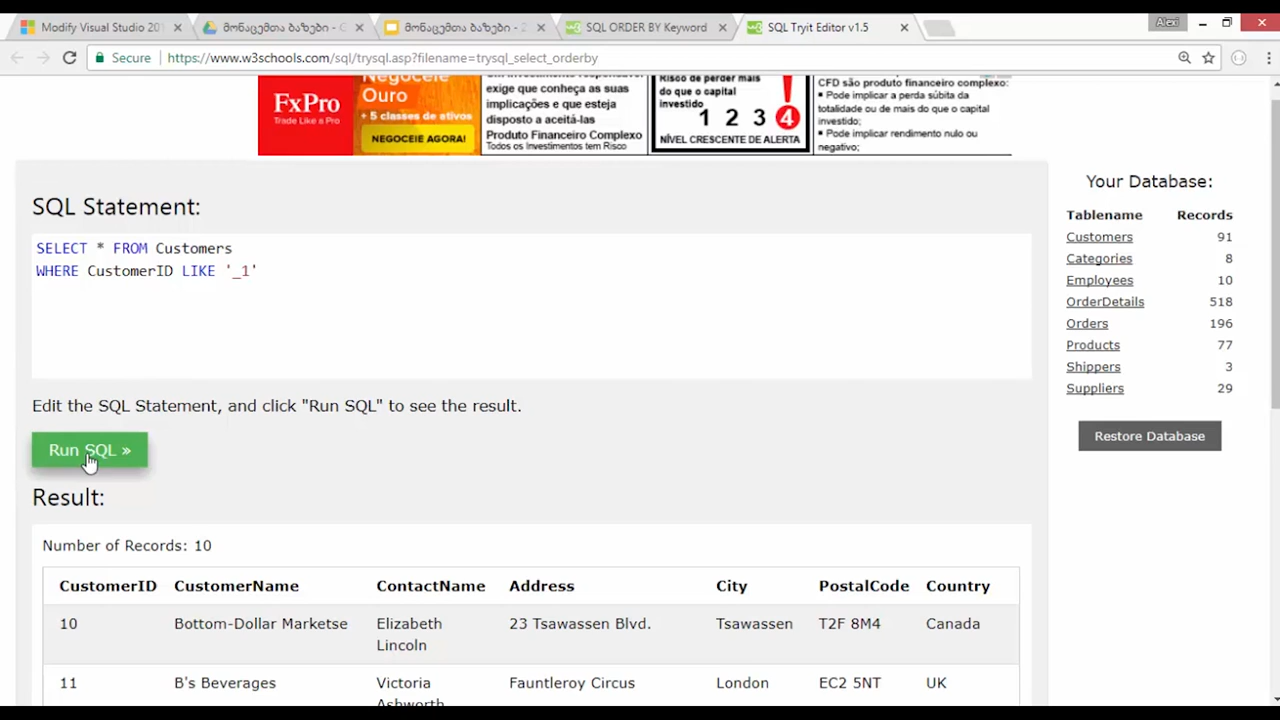 Modify Visual Studio 201
მონაცემთა ბაზები - G
მონაცემთა ბაზები - 2
SQL ORDER BY Keyword
SQL Tryit Editor v1.5
Alexi
Secure https://www.w3schools.com/sql/trysql.asp?filename=trysql_select_orderby
FxPro
Trade Like a Pro
Negoceie
Ouro
+ 5 classes de ativos
NEGOCEIE AGORA!
exige que conheça as suas
implicações e que esteja
disposto a aceitá-las
Produto Financeiro Complexo
Todos os Investimentos tem Risco
Risco de perder mais
do que o capital
investido
1 2 3 4
NÍVEL CRESCENTE DE ALERTA
CFD são produto financeiro complexo:
▪ Pode implicar a perda súbita da
totalidade ou de mais do que o capital
investido;
▪ Pode implicar rendimento nulo ou
negativo;
SQL Statement:
SELECT * FROM Customers
WHERE CustomerID LIKE '_1'
Edit the SQL Statement, and click "Run SQL" to see the result.
Run SQL »
Result:
Number of Records: 10
CustomerID CustomerName ContactName Address City PostalCode Country
10 Bottom-Dollar Marketse Elizabeth Lincoln 23 Tsawassen Blvd. Tsawassen T2F 8M4 Canada
11 B's Beverages Victoria Ashworth Fauntleroy Circus London EC2 5NT UK
Your Database:
Tablename Records
Customers 91
Categories 8
Employees 10
OrderDetails 518
Orders 196
Products 77
Shippers 3
Suppliers 29
Restore Database